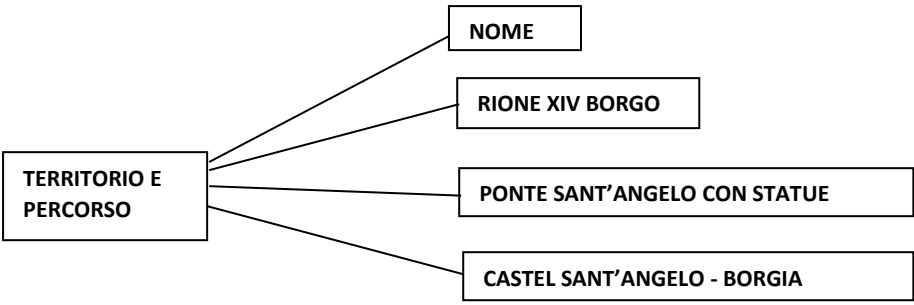 NOME
RIONE XIV BORGO
TERRITORIO E
PERCORSO
PONTE SANT’ANGELO CON STATUE
CASTEL SANT’ANGELO - BORGIA